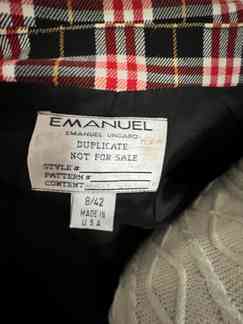 EMANUEL
EMANUEL UNGARO
DUPLICATE
NOT FOR SALE
STYLE #
PATTERN #
CONTENT
8/42
MADE IN
U S A